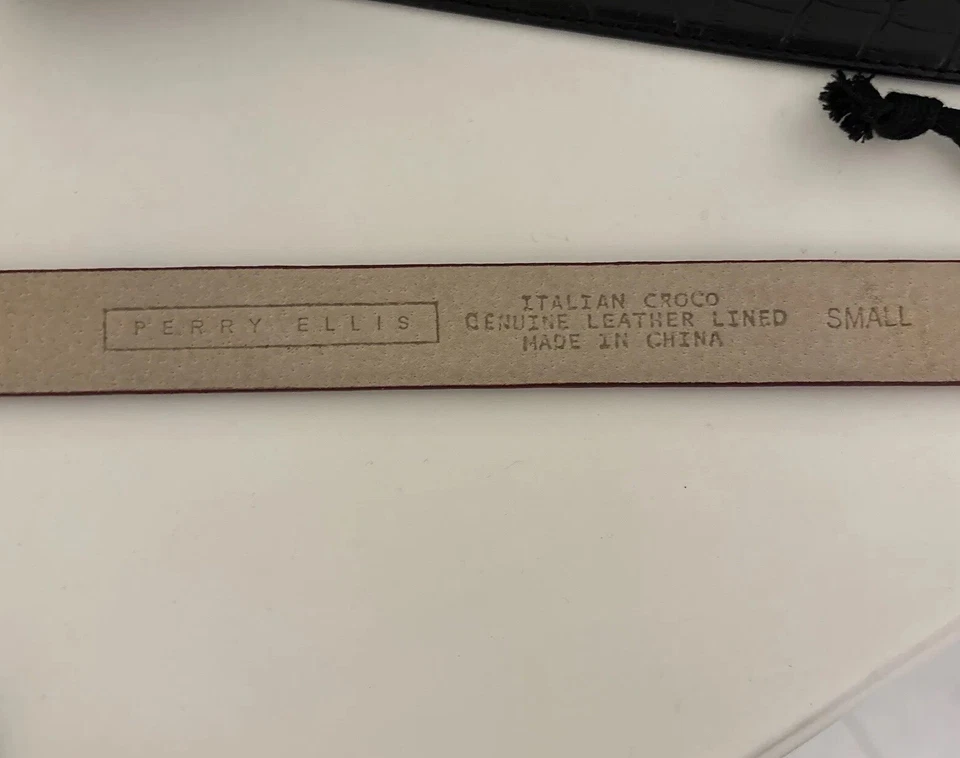 PERRY ELLIS
ITALIAN CROCO
GENUINE LEATHER LINED
MADE IN CHINA
SMALL